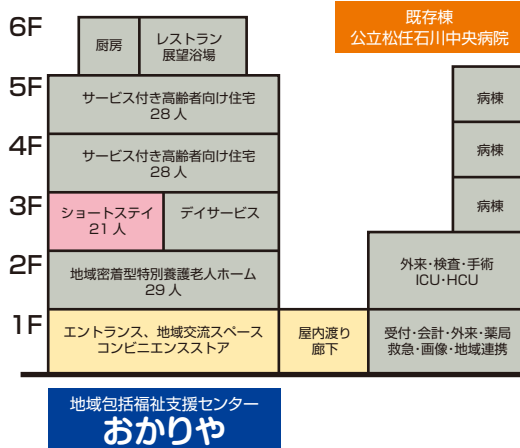 既存棟
公立松任石川中央病院
6F
厨房
レストラン
展望浴場
5F
サービス付き高齢者向け住宅
28人
病棟
4F
サービス付き高齢者向け住宅
28人
病棟
3F
ショートステイ
21人
デイサービス
病棟
2F
地域密着型特別養護老人ホーム
29人
外来・検査・手術
ICU・HCU
1F
エントランス、地域交流スペース
コンビニエンスストア
屋内渡り
廊下
受付・会計・外来・薬局
救急・画像・地域連携
地域包括福祉支援センター
おかりや